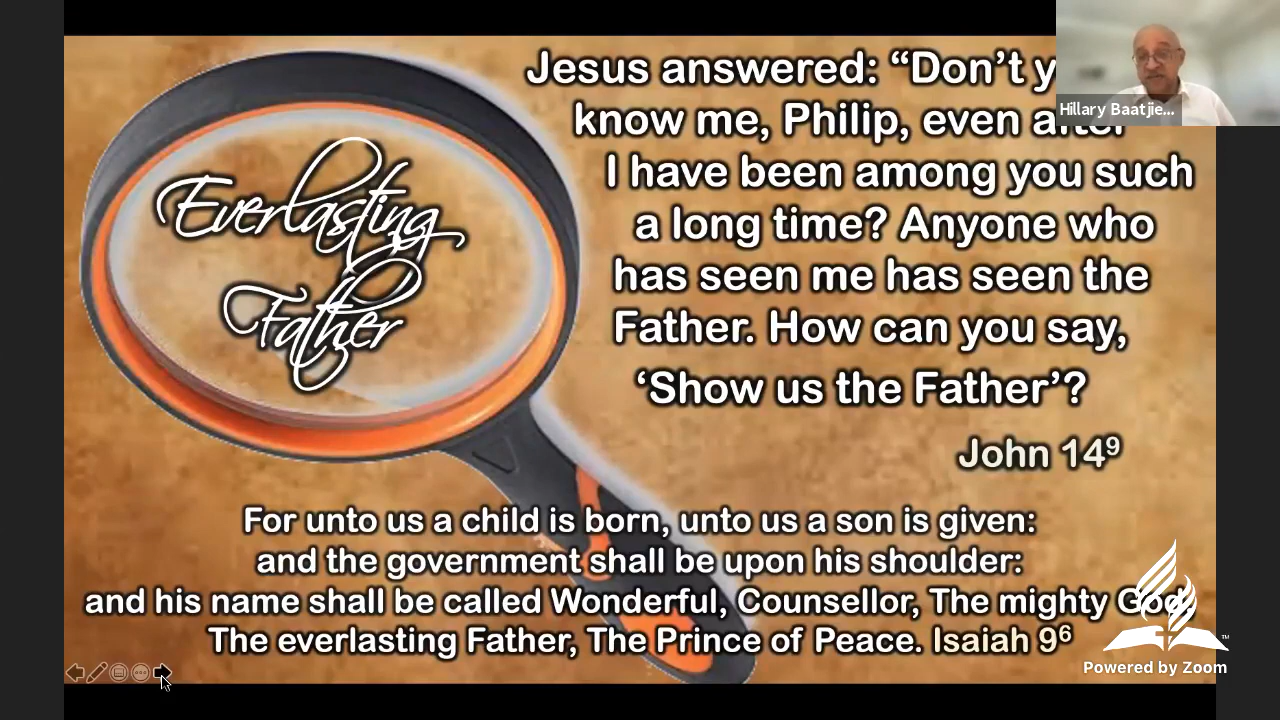 Jesus answered: “Don’t y
know me, Philip, even after
I have been among you such
a long time? Anyone who
has seen me has seen the
Father. How can you say,
‘Show us the Father’?
John 14⁹
Everlasting
Father
For unto us a child is born, unto us a son is given:
and the government shall be upon his shoulder:
and his name shall be called Wonderful, Counsellor, The mighty God,
The everlasting Father, The Prince of Peace. Isaiah 9⁶
Hillary Baatjie...
Powered by Zoom
TM